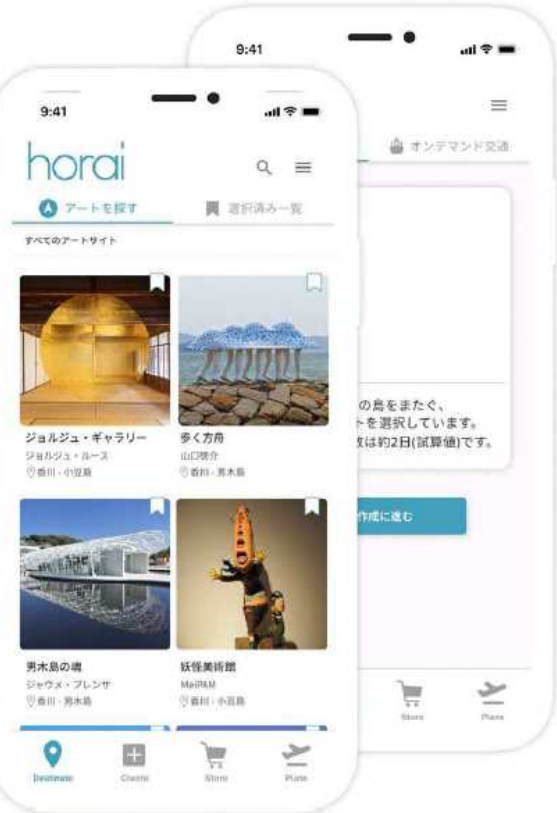 9:41
horai
アートを探す
選択済み一覧
すべてのアートサイト
ジョルジュ・ギャラリー
ジョルジュ・ルース
香川 - 小豆島
歩く方舟
山口啓介
香川 - 男木島
男木島の魂
ジャウメ・プレンサ
香川 - 男木島
妖怪美術館
MeiPAM
香川 - 小豆島
Destinate
Create
Store
Plans
9:41
オンデマンド交通
の島をまたぐ、
トを選択しています。
数は約2日(試算値)です。
作成に進む
Store
Plans